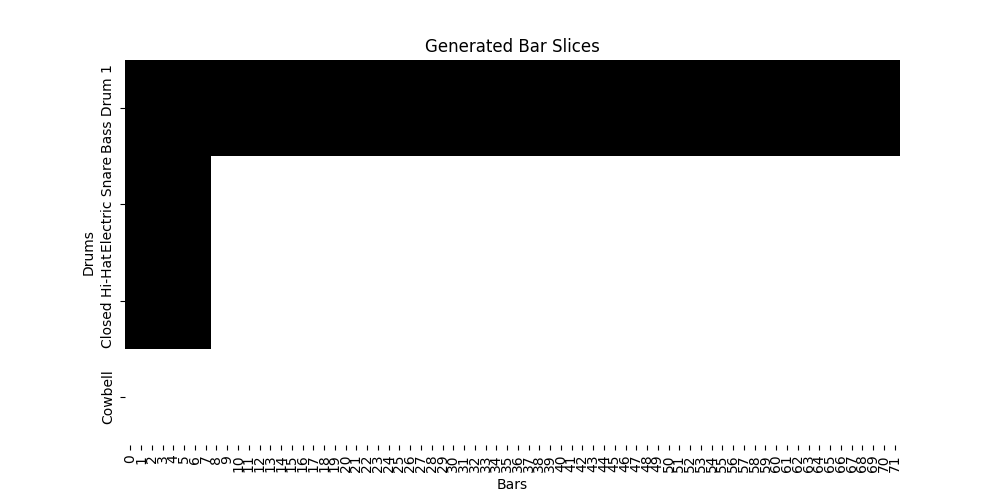 Generated Bar Slices
Drums
Bass Drum 1
Electric Snare
Closed Hi-Hat
Cowbell
0 1 2 3 4 5 6 7 8 9 10 11 12 13 14 15 16 17 18 19 20 21 22 23 24 25 26 27 28 29 30 31 32 33 34 35 36 37 38 39 40 41 42 43 44 45 46 47 48 49 50 51 52 53 54 55 56 57 58 59 60 61 62 63 64 65 66 67 68 69 70 71
Bars